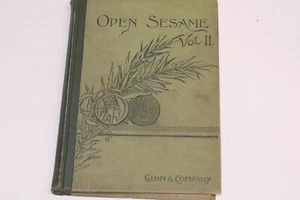 OPEN SESAME
VOL. II.
GINN & COMPANY